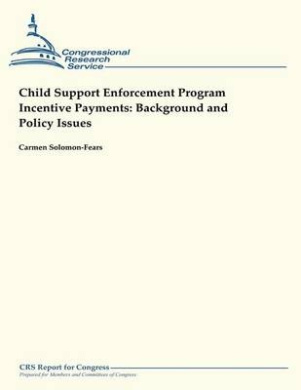 Congressional
Research
Service
Child Support Enforcement Program
Incentive Payments: Background and
Policy Issues
Carmen Solomon-Fears
CRS Report for Congress
Prepared for Members and Committees of Congress